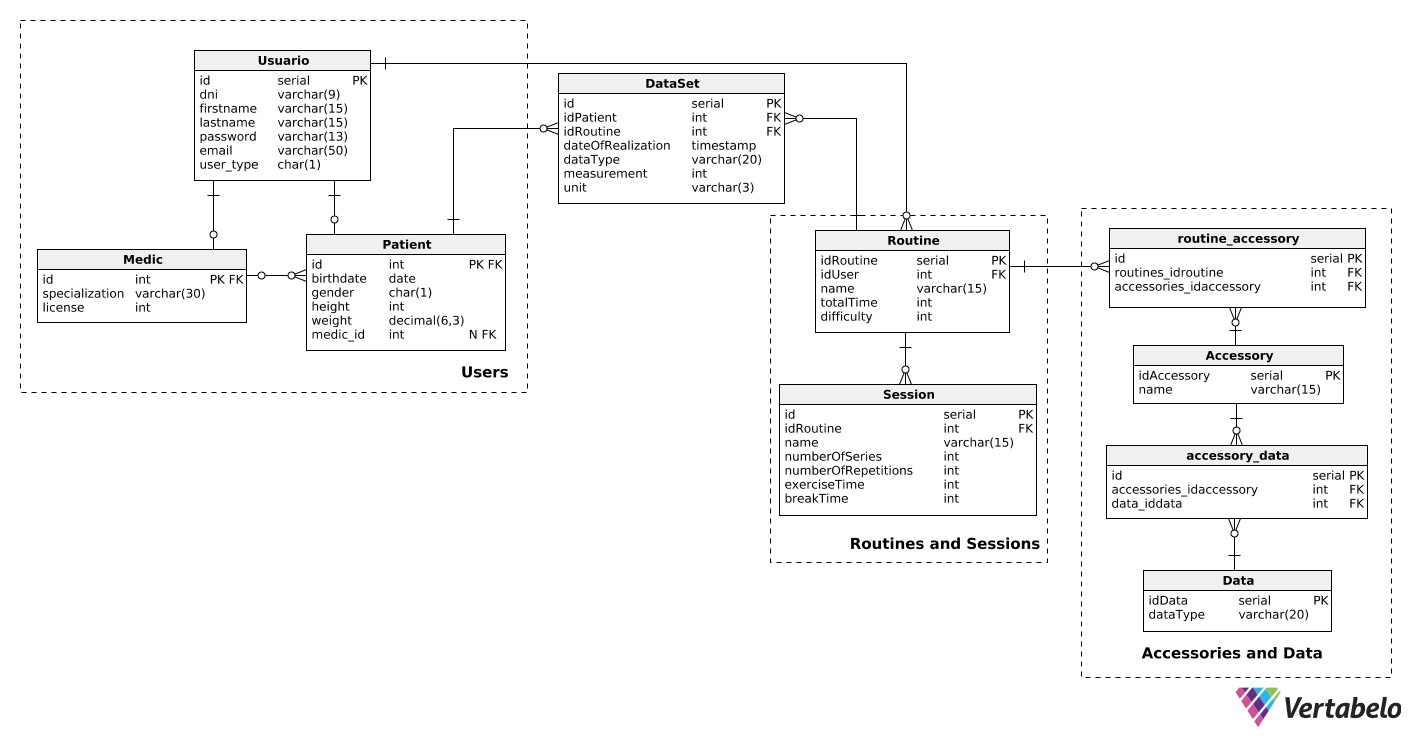 Usuario
id serial PK
dni varchar(9)
firstname varchar(15)
lastname varchar(15)
password varchar(13)
email varchar(50)
user_type char(1)
Medic
id int PK FK
specialization varchar(30)
license int
Patient
id int PK FK
birthdate date
gender char(1)
height int
weight decimal(6,3)
medic_id int N FK
Users
DataSet
id serial PK
idPatient int FK
idRoutine int FK
dateOfRealization timestamp
dataType varchar(20)
measurement int
unit varchar(3)
Routine
idRoutine serial PK
idUser int FK
name varchar(15)
totalTime int
difficulty int
Session
id serial PK
idRoutine int FK
name varchar(15)
numberOfSeries int
numberOfRepetitions int
exerciseTime int
breakTime int
Routines and Sessions
routine_accessory
id serial PK
routines_idroutine int FK
accessories_idaccessory int FK
Accessory
idAccessory serial PK
name varchar(15)
accessory_data
id serial PK
accessories_idaccessory int FK
data_iddata int FK
Data
idData serial PK
dataType varchar(20)
Accessories and Data
Vertabelo